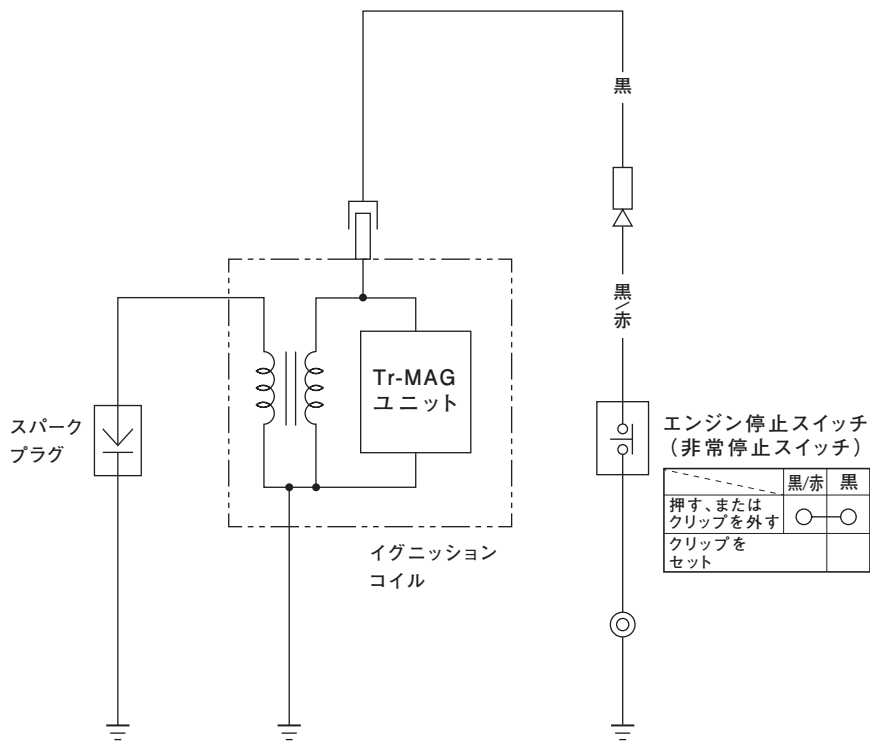 黒
黒/赤
Tr-MAG
ユニット
スパーク
プラグ
エンジン停止スイッチ
（非常停止スイッチ）
黒/赤 黒
押す、または
クリップを外す
クリップを
セット
イグニッション
コイル